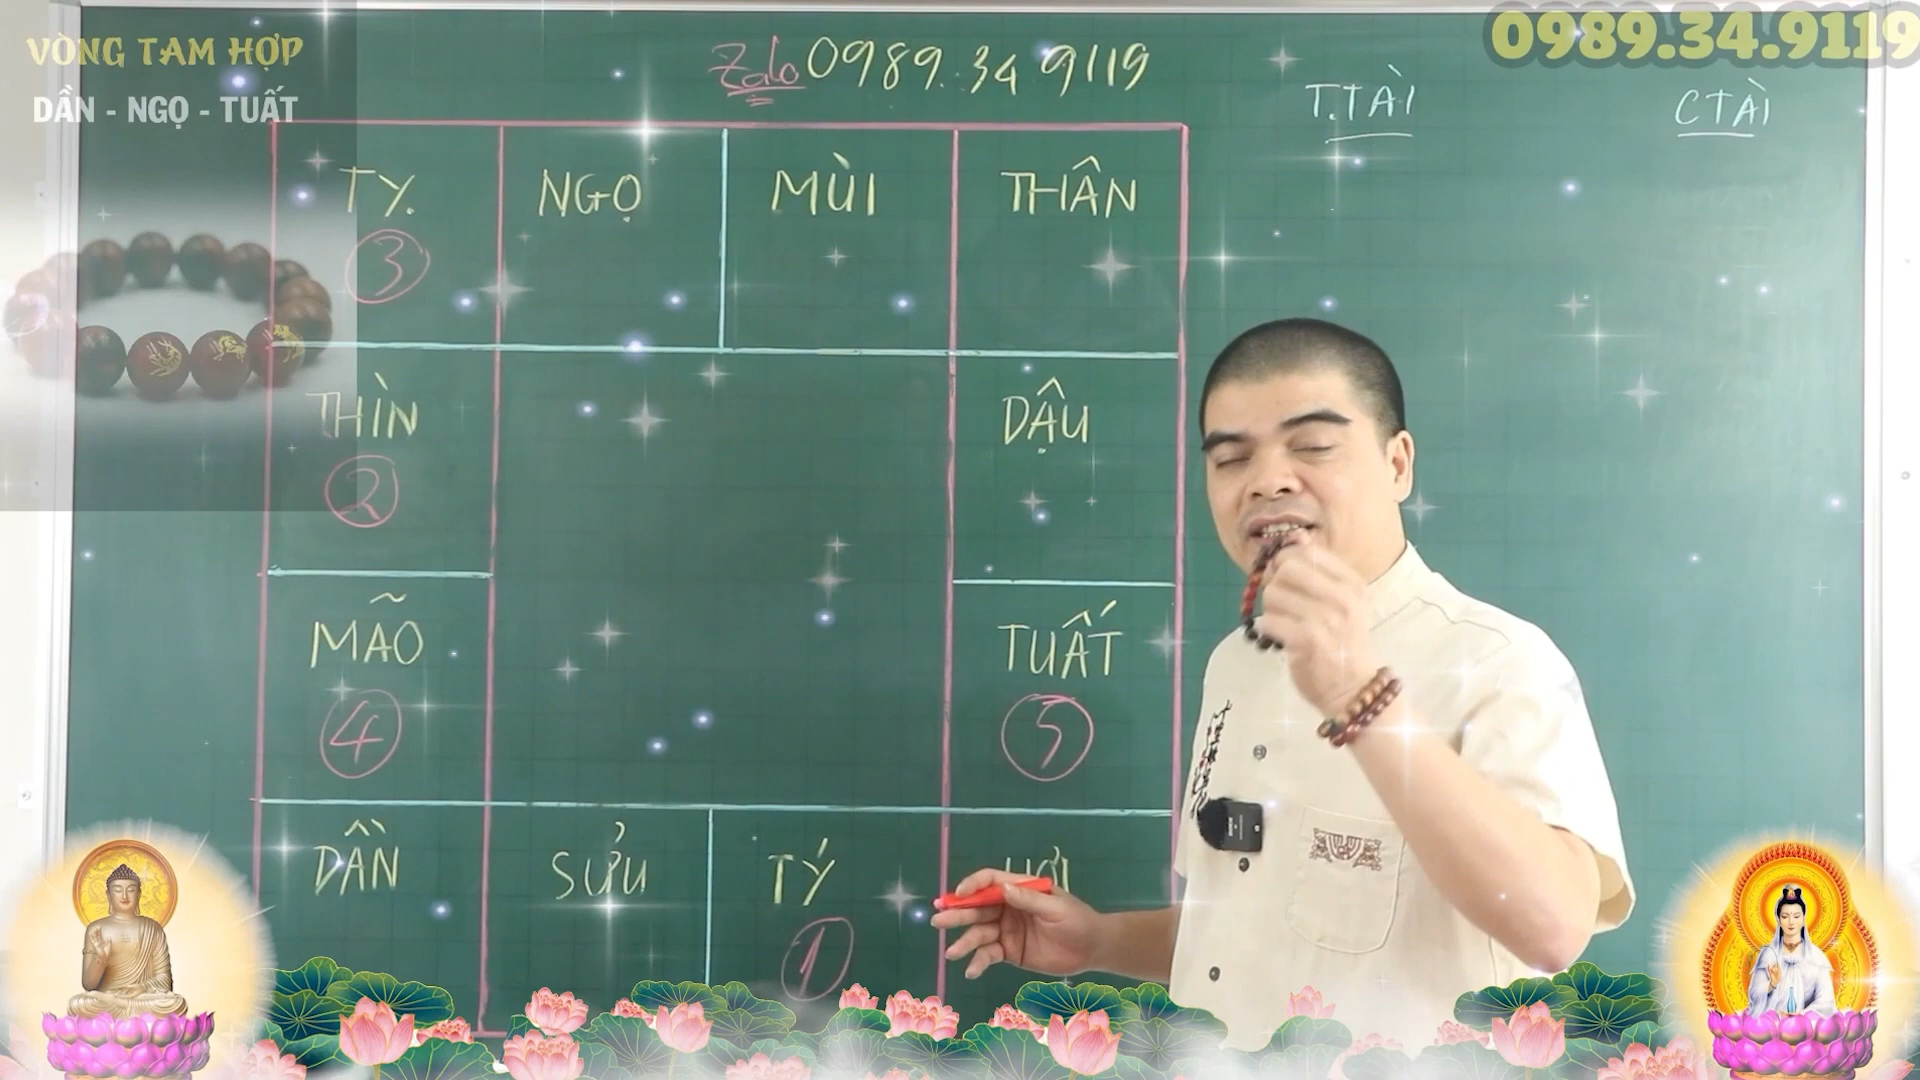 VÒNG TAM HỢP
DẦN - NGỌ - TUẤT
0989.34.9119
Zalo 0989.34 9119
T.TÀI
CTÀI
TỴ
NGỌ
MÙI
THÂN
3
THÌN
DẬU
2
MÃO
TUẤT
4
5
DẦN
SỬU
TÝ
1